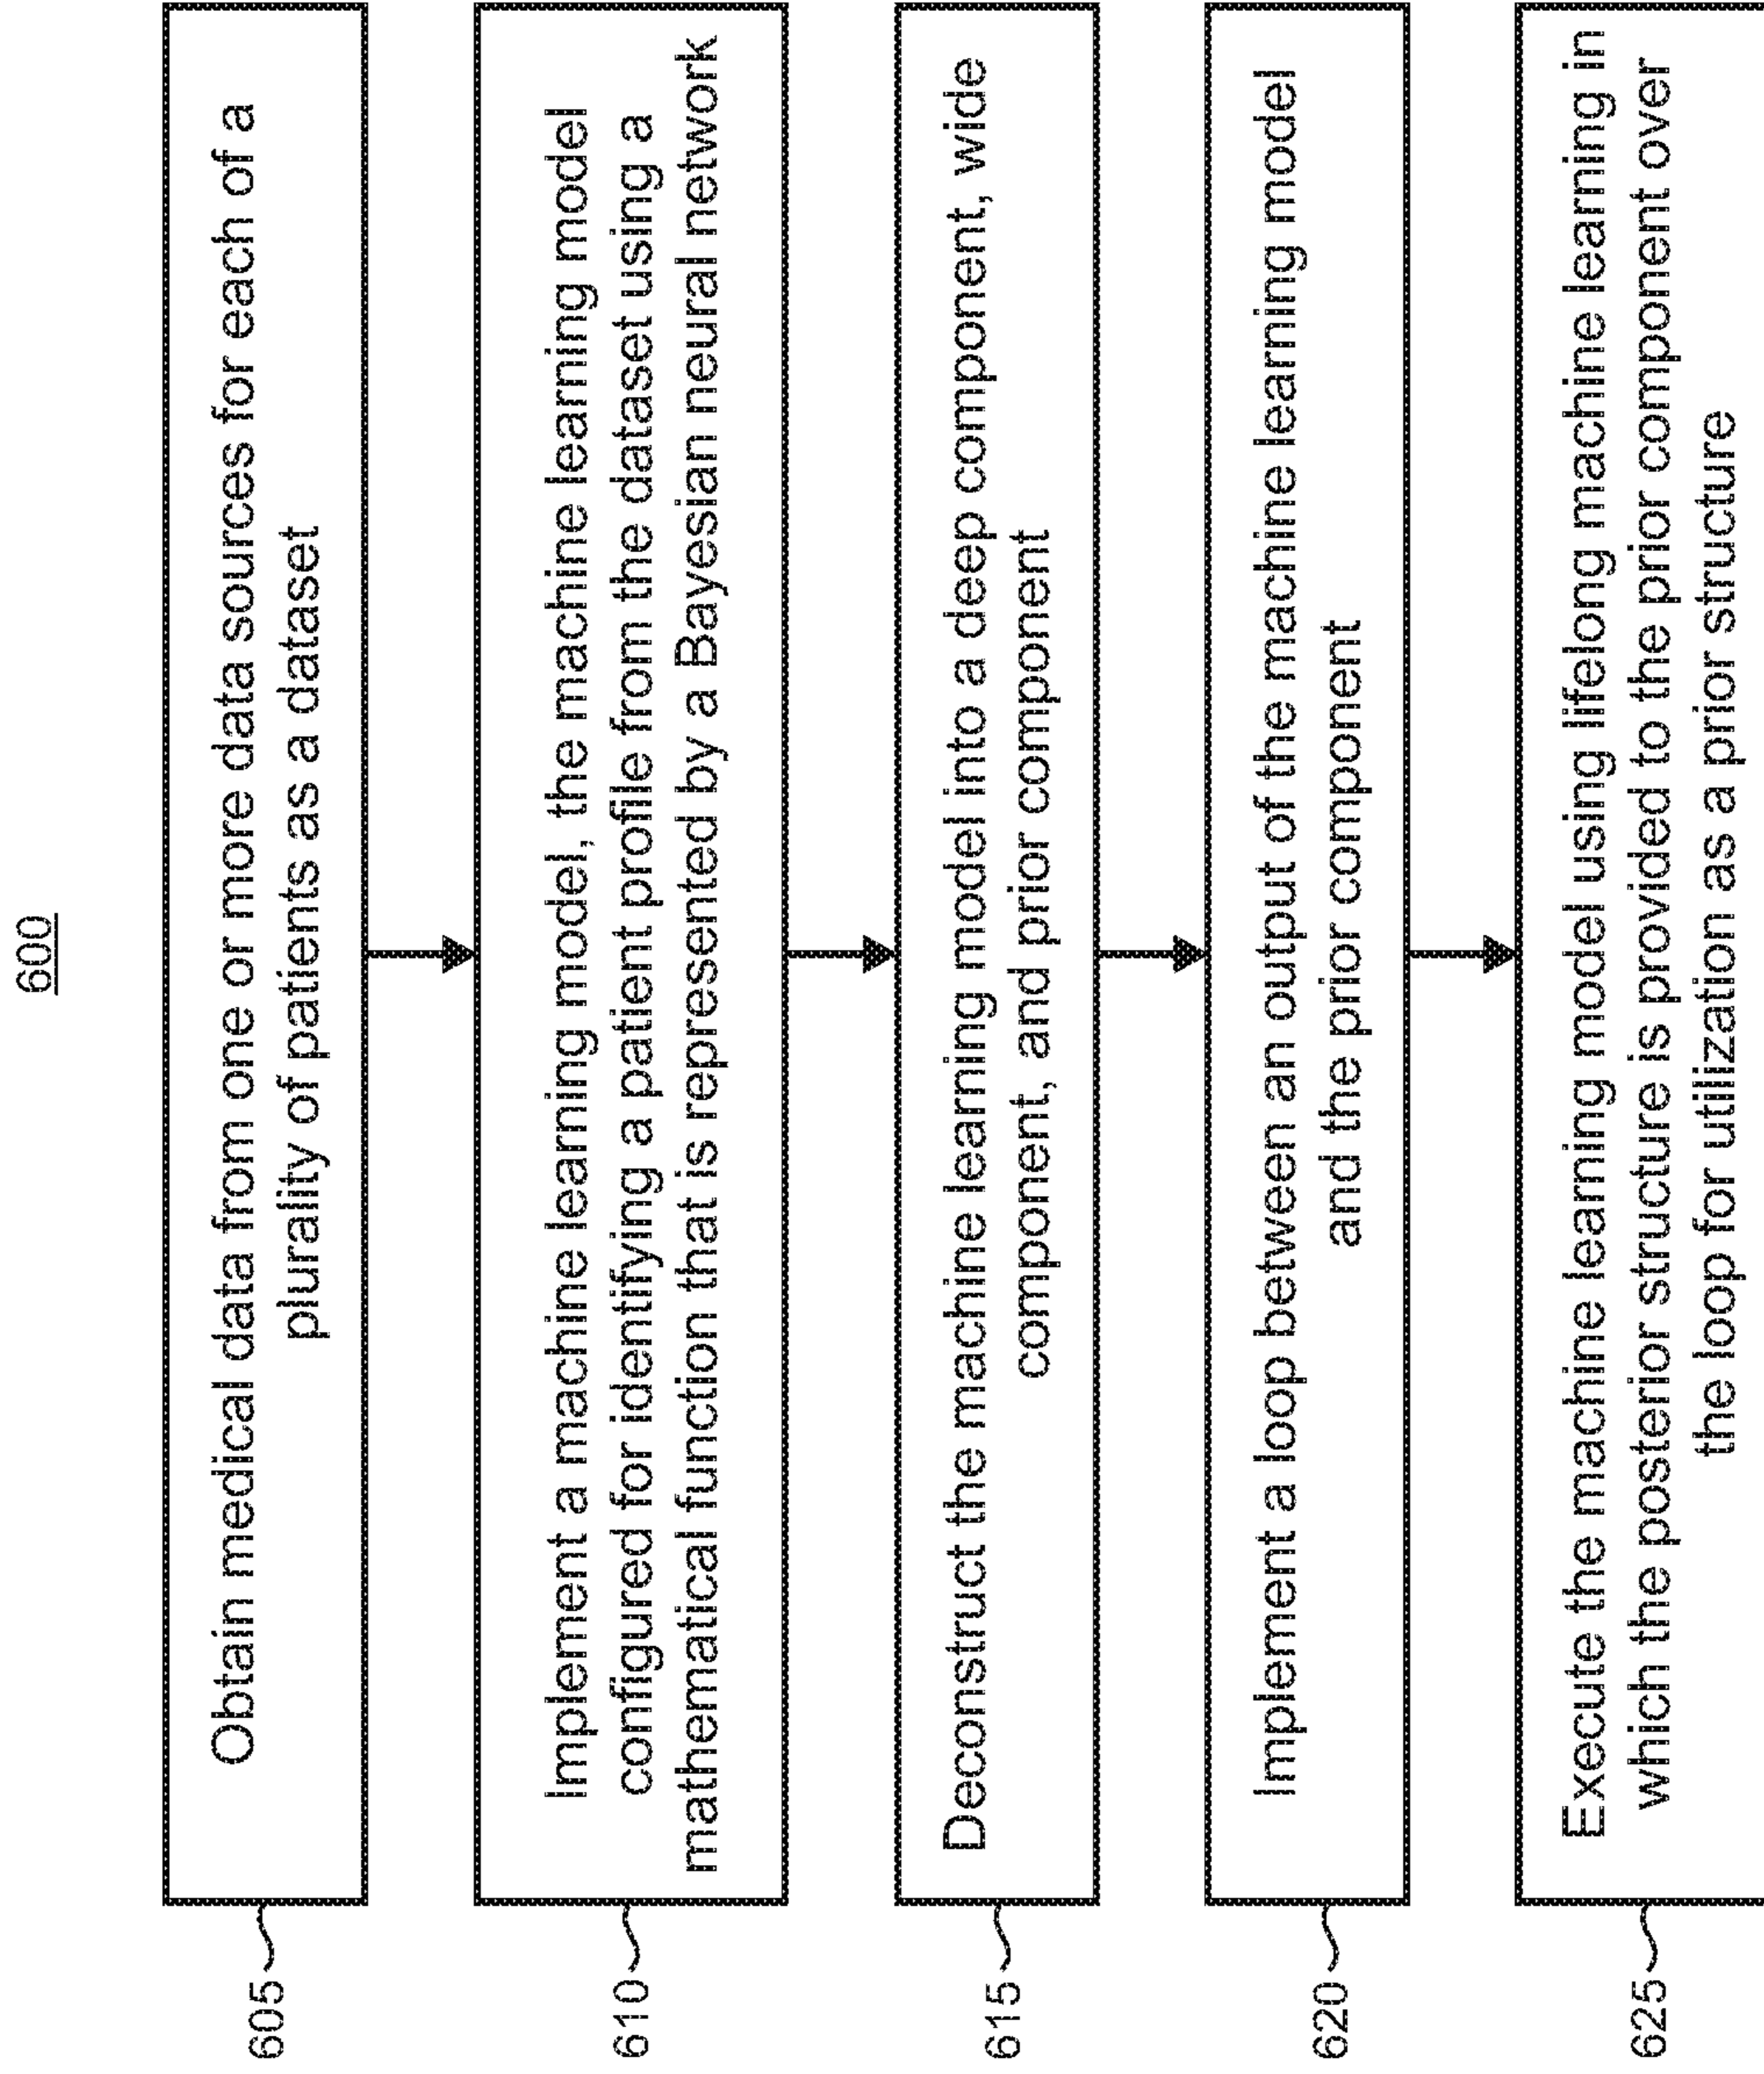 600
605
Obtain medical data from one or more data sources for each of a
plurality of patients as a dataset
610
Implement a machine learning model, the machine learning model
configured for identifying a patient profile from the dataset using a
mathematical function that is represented by a Bayesian neural network
615
Deconstruct the machine learning model into a deep component, wide
component, and prior component
620
Implement a loop between an output of the machine learning model
and the prior component
625
Execute the machine learning model using lifelong machine learning in
which the posterior structure is provided to the prior component over
the loop for utilization as a prior structure